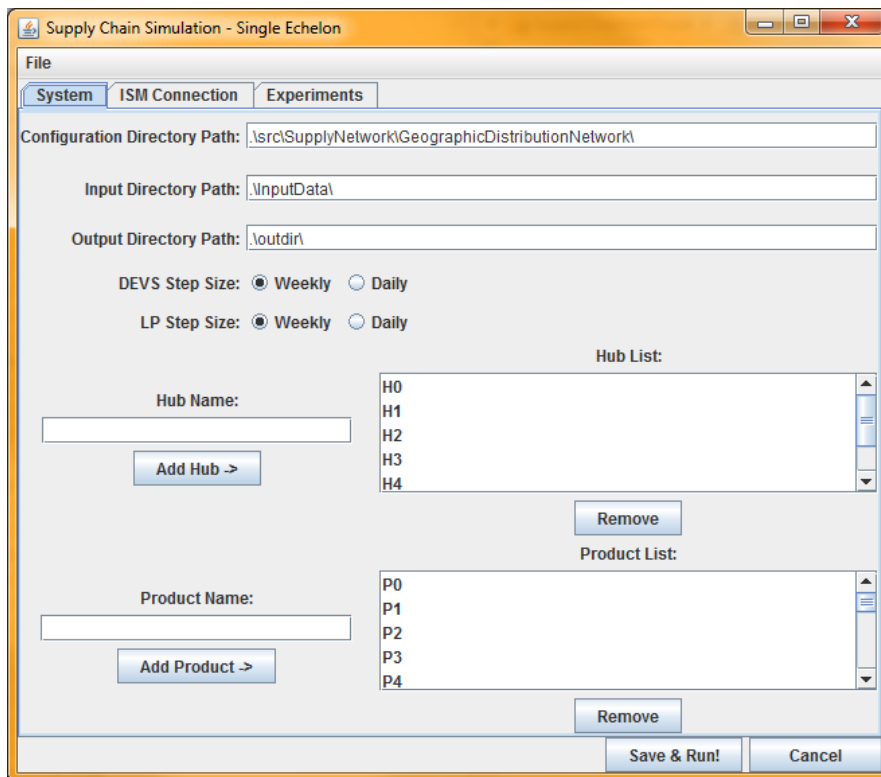 Supply Chain Simulation - Single Echelon
File
System ISM Connection Experiments
Configuration Directory Path: .\src\SupplyNetwork\GeographicDistributionNetwork\
Input Directory Path: .\InputData\
Output Directory Path: .\outdir\
DEVS Step Size: Weekly Daily
LP Step Size: Weekly Daily
Hub List:
Hub Name:
H0
H1
H2
H3
H4
Add Hub ->
Remove
Product List:
Product Name:
P0
P1
P2
P3
P4
Add Product ->
Remove
Save & Run! Cancel